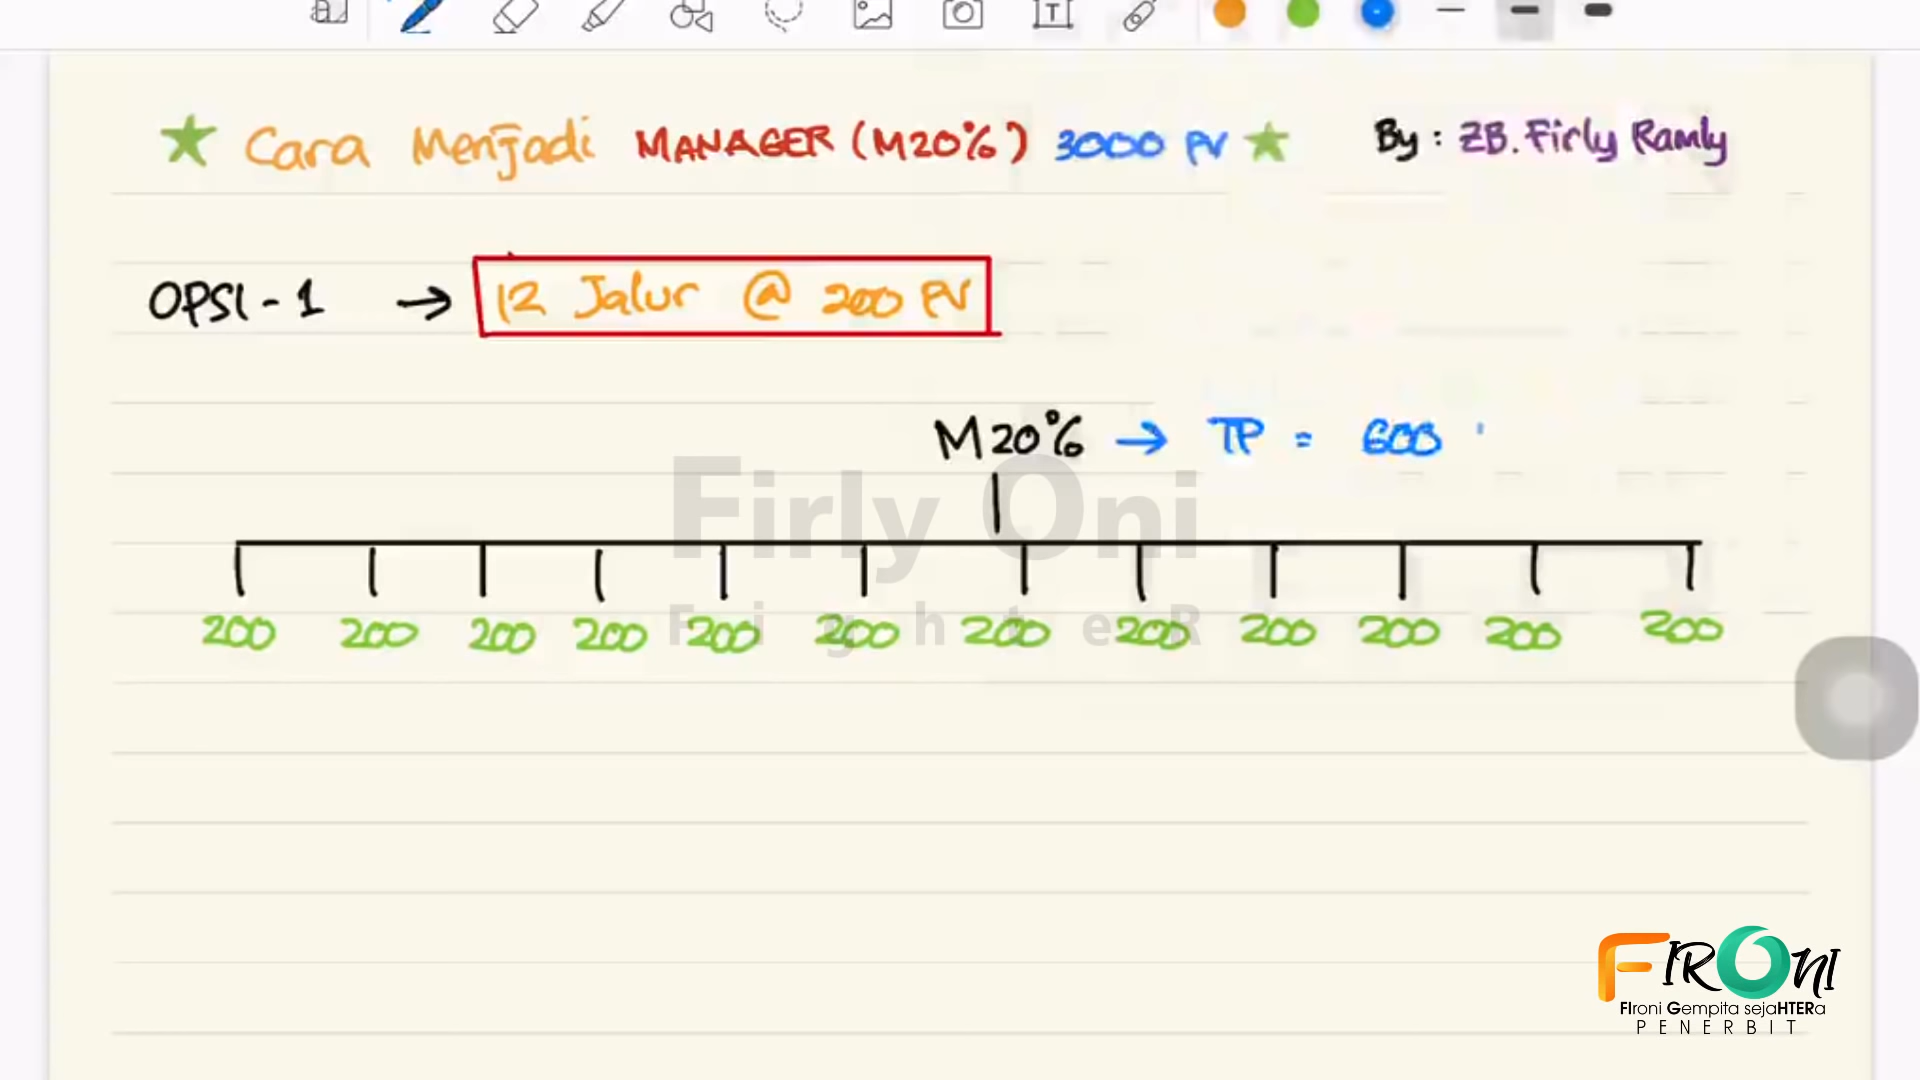 ★ Cara Menjadi MANAGER (M20%) 3000 PV ★ By : ZB. Firly Ramly
OPSI - 1 → 12 Jalur @ 200 PV
M20% → TP = 600
Firly Oni
200 200 200 200 200 200 200 200 200 200 200 200
F i g h t e R
FIRONI
FIroni Gempita sejaHTERa
PENERBIT